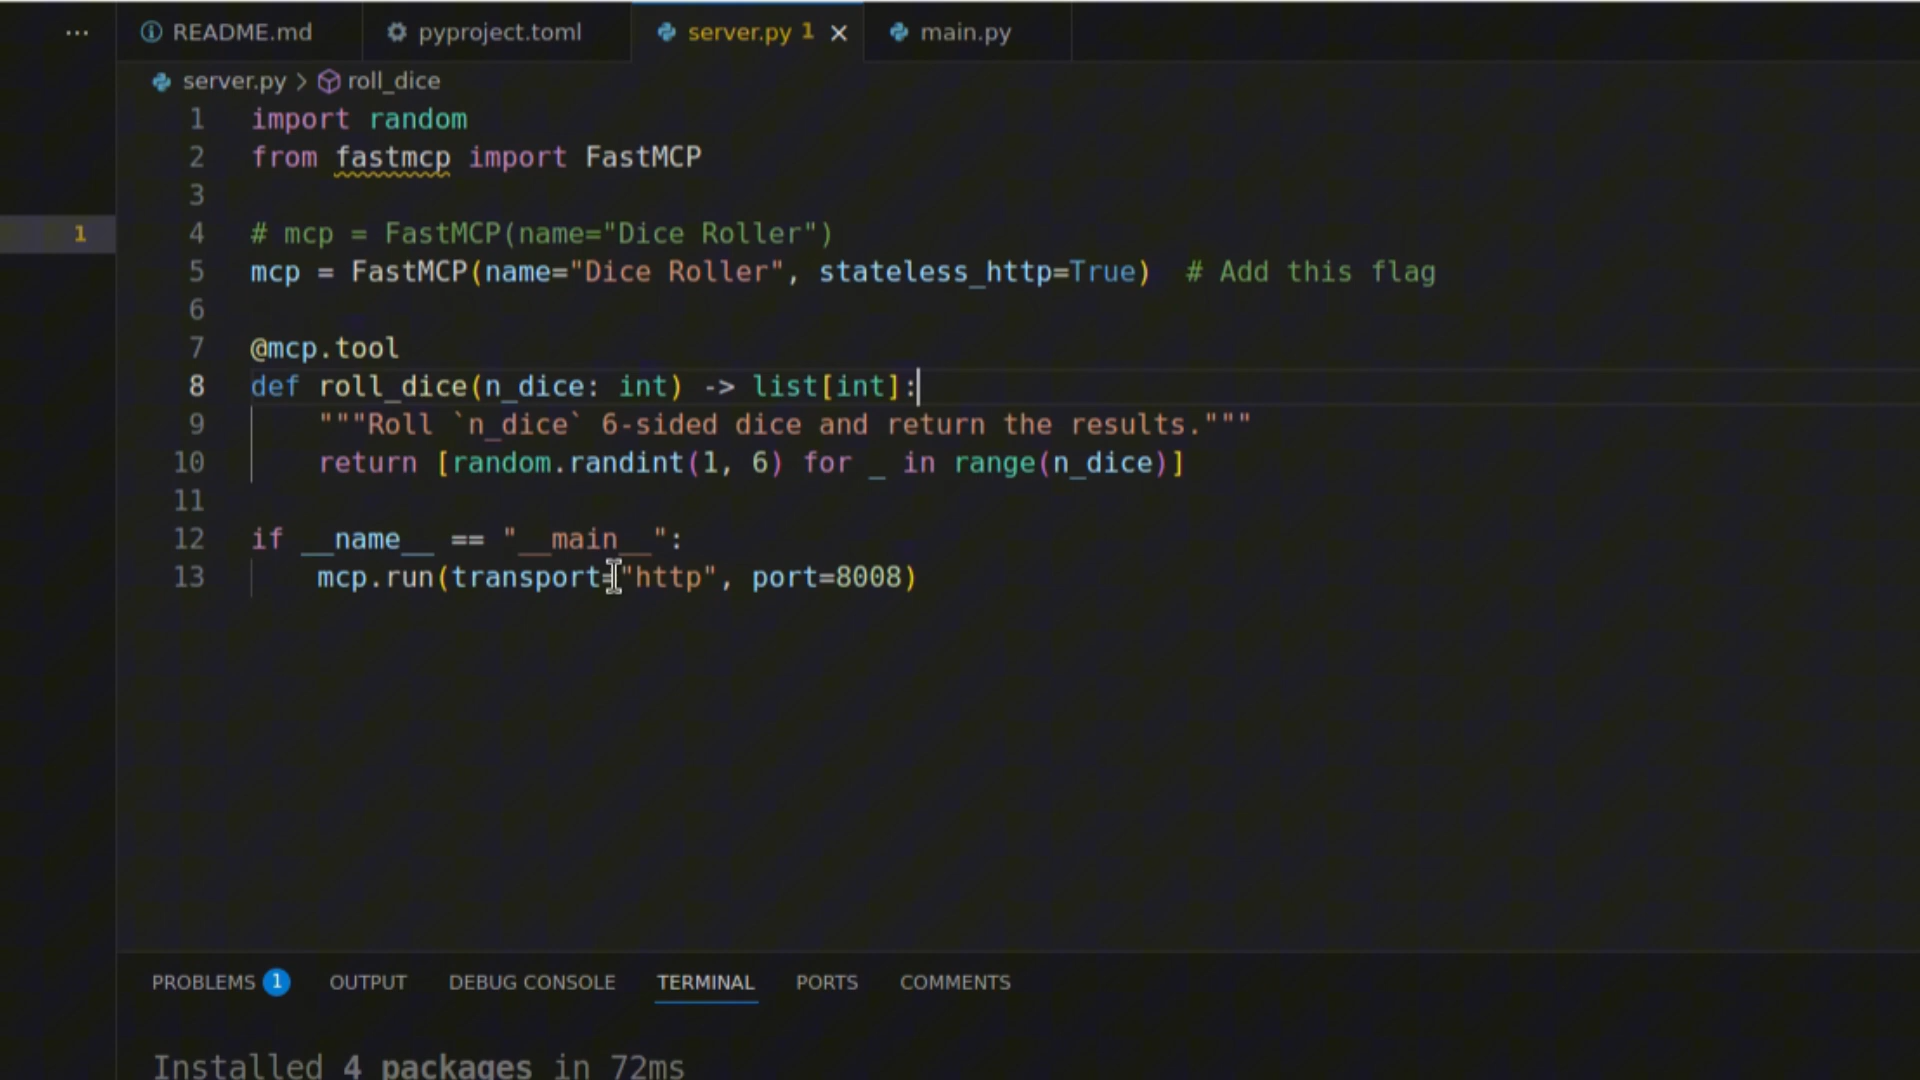 ... README.md pyproject.toml server.py 1 × main.py
server.py > roll_dice
1 import random
2 from fastmcp import FastMCP
3
1
4 # mcp = FastMCP(name="Dice Roller")
5 mcp = FastMCP(name="Dice Roller", stateless_http=True)  # Add this flag
6
7 @mcp.tool
8 def roll_dice(n_dice: int) -> list[int]:
9     """Roll `n_dice` 6-sided dice and return the results."""
10     return [random.randint(1, 6) for _ in range(n_dice)]
11
12 if __name__ == "__main__":
13     mcp.run(transport="http", port=8008)
PROBLEMS 1 OUTPUT DEBUG CONSOLE TERMINAL PORTS COMMENTS
Installed 4 packages in 72ms